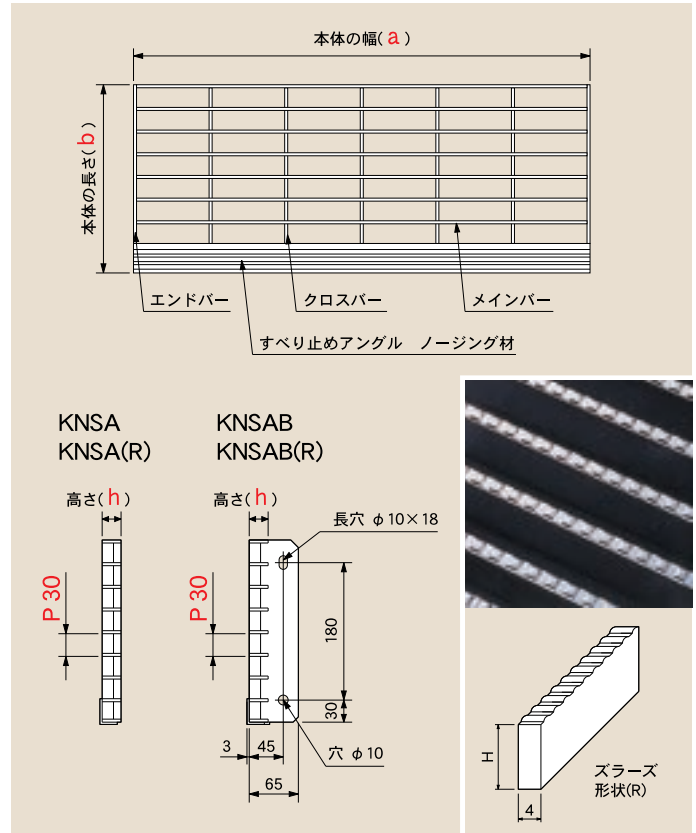 本体の幅(a)
本体の長さ(b)
エンドバー
クロスバー
メインバー
すべり止めアングル ノージング材
KNSA
KNSA(R)
KNSAB
KNSAB(R)
高さ(h)
高さ(h)
長穴 φ10×18
P 30
P 30
180
30
3
45
穴 φ10
65
H
4
ズラーズ
形状(R)